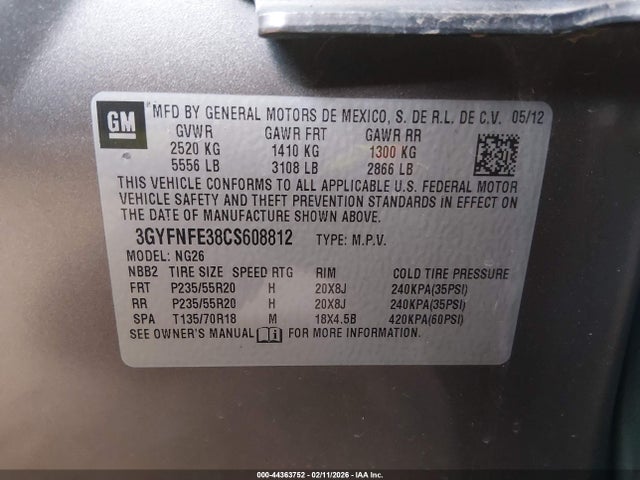 GM
MFD BY GENERAL MOTORS DE MEXICO, S. DE R.L. DE C.V. 05/12
GVWR GAWR FRT GAWR RR
2520 KG 1410 KG 1300 KG
5556 LB 3108 LB 2866 LB
THIS VEHICLE CONFORMS TO ALL APPLICABLE U.S. FEDERAL MOTOR
VEHICLE SAFETY AND THEFT PREVENTION STANDARDS IN EFFECT ON
THE DATE OF MANUFACTURE SHOWN ABOVE.
3GYFNFE38CS608812 TYPE: M.P.V.
MODEL: NG26
NBB2 TIRE SIZE SPEED RTG RIM COLD TIRE PRESSURE
FRT P235/55R20 H 20X8J 240KPA(35PSI)
RR P235/55R20 H 20X8J 240KPA(35PSI)
SPA T135/70R18 M 18X4.5B 420KPA(60PSI)
SEE OWNER'S MANUAL FOR MORE INFORMATION.
000-44363752 - 02/11/2026 - IAA Inc.